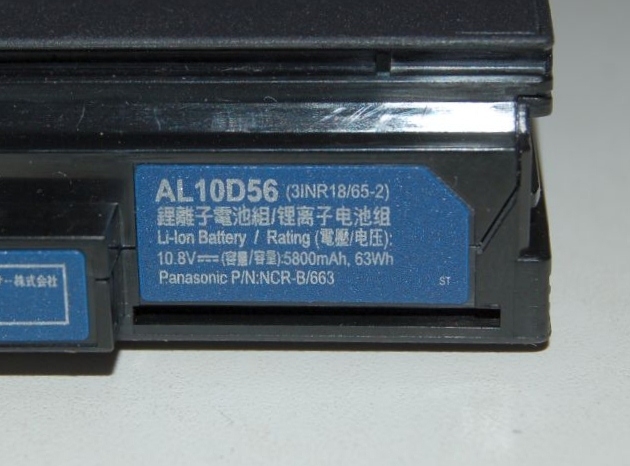 AL10D56 (3INR18/65-2)
鋰離子電池組/锂离子电池组
Li-Ion Battery / Rating (電壓/电压):
10.8V⎓ (容量/容量):5800mAh, 63Wh
Panasonic P/N:NCR-B/663
ST
ー株式会社